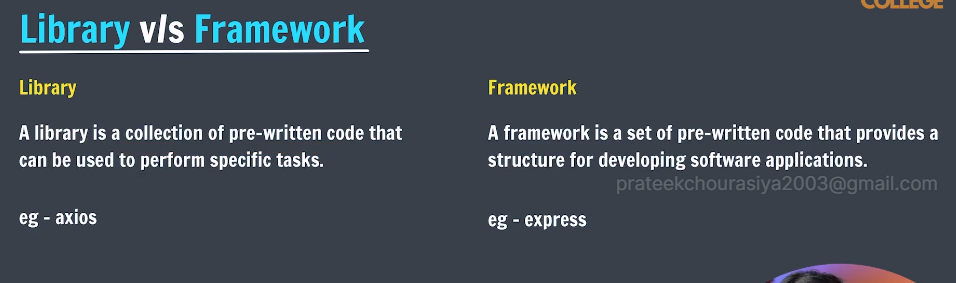 COLLEGE
Library v/s Framework
Library
A library is a collection of pre-written code that
can be used to perform specific tasks.
eg - axios
Framework
A framework is a set of pre-written code that provides a
structure for developing software applications.
prateekchourasiya2003@gmail.com
eg - express